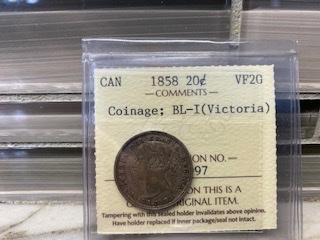 CAN 1858 20¢ VF20
—COMMENTS—
Coinage; BL-I(Victoria)
ON NO.—
97
ON THIS IS A
ORIGINAL ITEM.
Tampering with this sealed holder invalidates above opinion.
Have holder replaced if inner package/seal not intact.